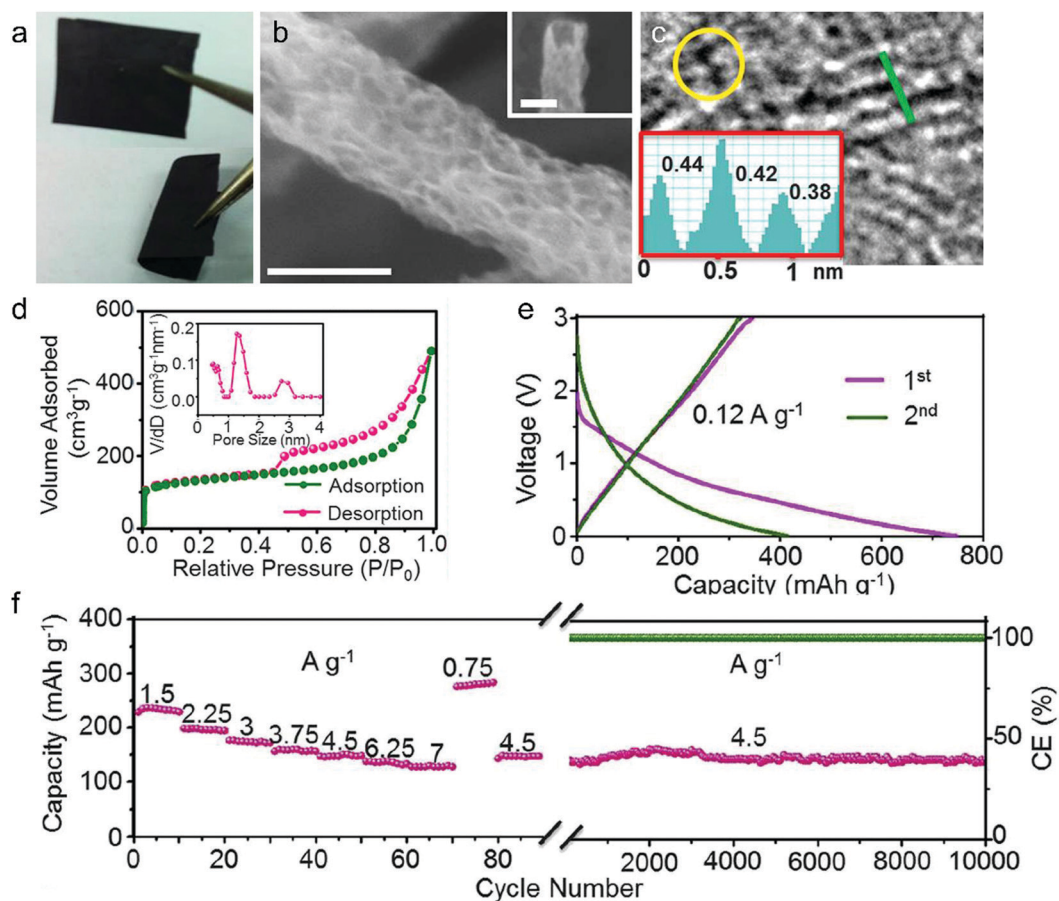 a
b
c
0.44
0.42
0.38
0 0.5 1 nm
d
Volume Adsorbed
(cm³g⁻¹)
600
400
200
0
V/dD (cm³g⁻¹nm⁻¹)
0.2
0.1
0.0
0 1 2 3 4
Pore Size (nm)
Adsorption
Desorption
0.0 0.2 0.4 0.6 0.8 1.0
Relative Pressure (P/P₀)
e
Voltage (V)
3
2
1
0
1ˢᵗ
2ⁿᵈ
0.12 A g⁻¹
0 200 400 600 800
Capacity (mAh g⁻¹)
f
Capacity (mAh g⁻¹)
400
300
250
200
150
100
0
A g⁻¹
1.5
2.25
3
3.75
4.5
6.25
7
0.75
4.5
A g⁻¹
4.5
100
50
0
CE (%)
0 20 40 60 80 2000 4000 6000 8000 10000
Cycle Number